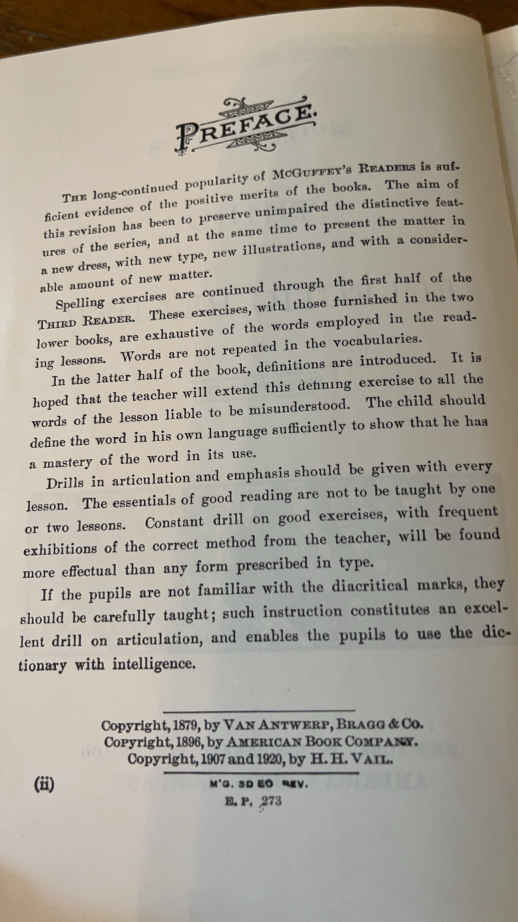 PREFACE.
THE long-continued popularity of MCGUFFEY'S READERS is suf-
ficient evidence of the positive merits of the books. The aim of
this revision has been to preserve unimpaired the distinctive feat-
ures of the series, and at the same time to present the matter in
a new dress, with new type, new illustrations, and with a consider-
able amount of new matter.
Spelling exercises are continued through the first half of the
THIRD READER. These exercises, with those furnished in the two
lower books, are exhaustive of the words employed in the read-
ing lessons. Words are not repeated in the vocabularies.
In the latter half of the book, definitions are introduced. It is
hoped that the teacher will extend this defining exercise to all the
words of the lesson liable to be misunderstood. The child should
define the word in his own language sufficiently to show that he has
a mastery of the word in its use.
Drills in articulation and emphasis should be given with every
lesson. The essentials of good reading are not to be taught by one
or two lessons. Constant drill on good exercises, with frequent
exhibitions of the correct method from the teacher, will be found
more effectual than any form prescribed in type.
If the pupils are not familiar with the diacritical marks, they
should be carefully taught; such instruction constitutes an excel-
lent drill on articulation, and enables the pupils to use the dic-
tionary with intelligence.
Copyright, 1879, by VAN ANTWERP, BRAGG & CO.
Copyright, 1896, by AMERICAN BOOK COMPANY.
Copyright, 1907 and 1920, by H. H. VAIL.
(ii)
M'G. 3D EO REV.
E. P. 273